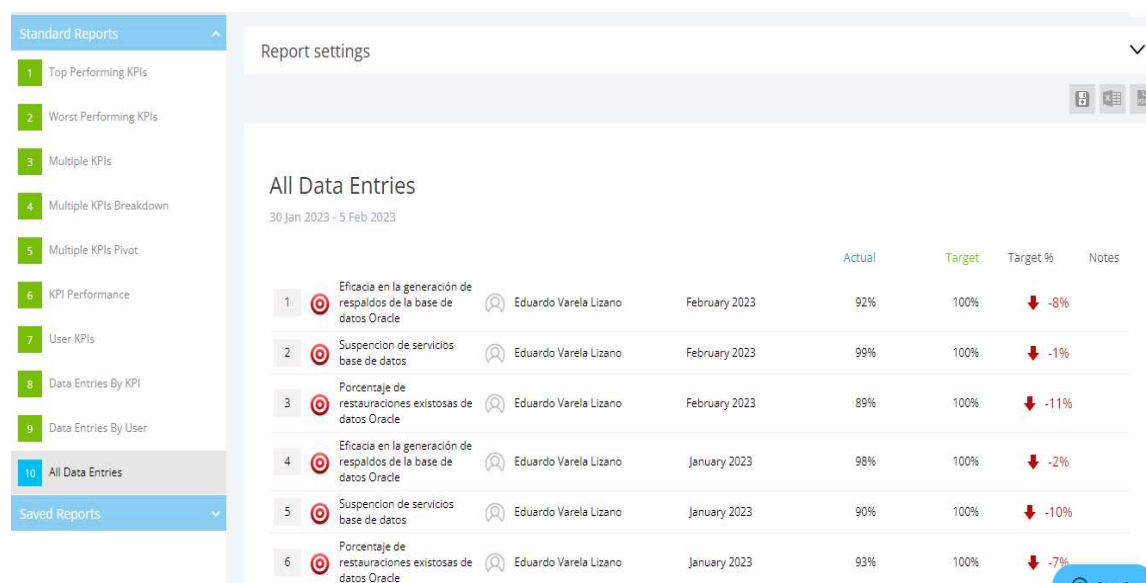 Standard Reports
1 Top Performing KPIs
2 Worst Performing KPIs
3 Multiple KPIs
4 Multiple KPIs Breakdown
5 Multiple KPIs Pivot
6 KPI Performance
7 User KPIs
8 Data Entries By KPI
9 Data Entries By User
10 All Data Entries
Saved Reports
Report settings
All Data Entries
30 Jan 2023 - 5 Feb 2023
Actual Target Target % Notes
Eficacia en la generación de
1 respaldos de la base de Eduardo Varela Lizano February 2023 92% 100% -8%
datos Oracle
Suspencion de servicios
2 Eduardo Varela Lizano February 2023 99% 100% -1%
base de datos
Porcentaje de
3 restauraciones existosas de Eduardo Varela Lizano February 2023 89% 100% -11%
datos Oracle
Eficacia en la generación de
4 respaldos de la base de Eduardo Varela Lizano January 2023 98% 100% -2%
datos Oracle
Suspencion de servicios
5 Eduardo Varela Lizano January 2023 90% 100% -10%
base de datos
Porcentaje de
6 restauraciones existosas de Eduardo Varela Lizano January 2023 93% 100% -7%
datos Oracle